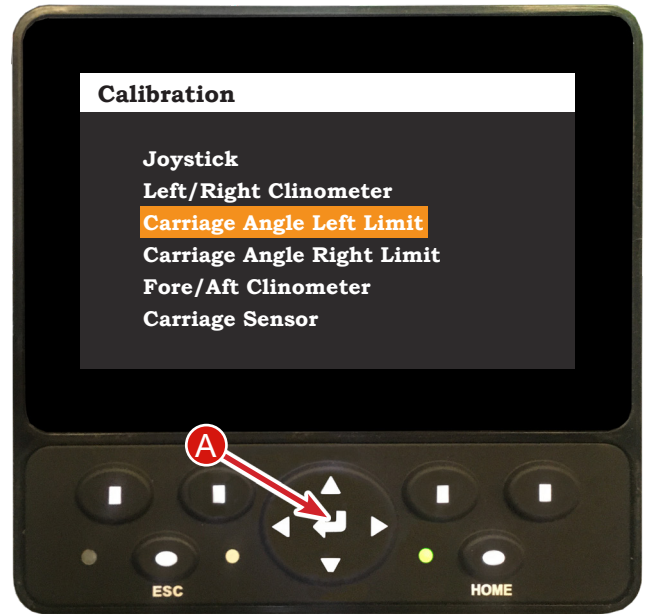 Calibration
Joystick
Left/Right Clinometer
Carriage Angle Left Limit
Carriage Angle Right Limit
Fore/Aft Clinometer
Carriage Sensor
A
ESC
HOME